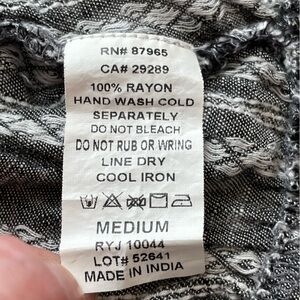 RN# 87965
CA# 29289
100% RAYON
HAND WASH COLD
SEPARATELY
DO NOT BLEACH
DO NOT RUB OR WRING
LINE DRY
COOL IRON
MEDIUM
RYJ 10044
LOT# 52641
MADE IN INDIA